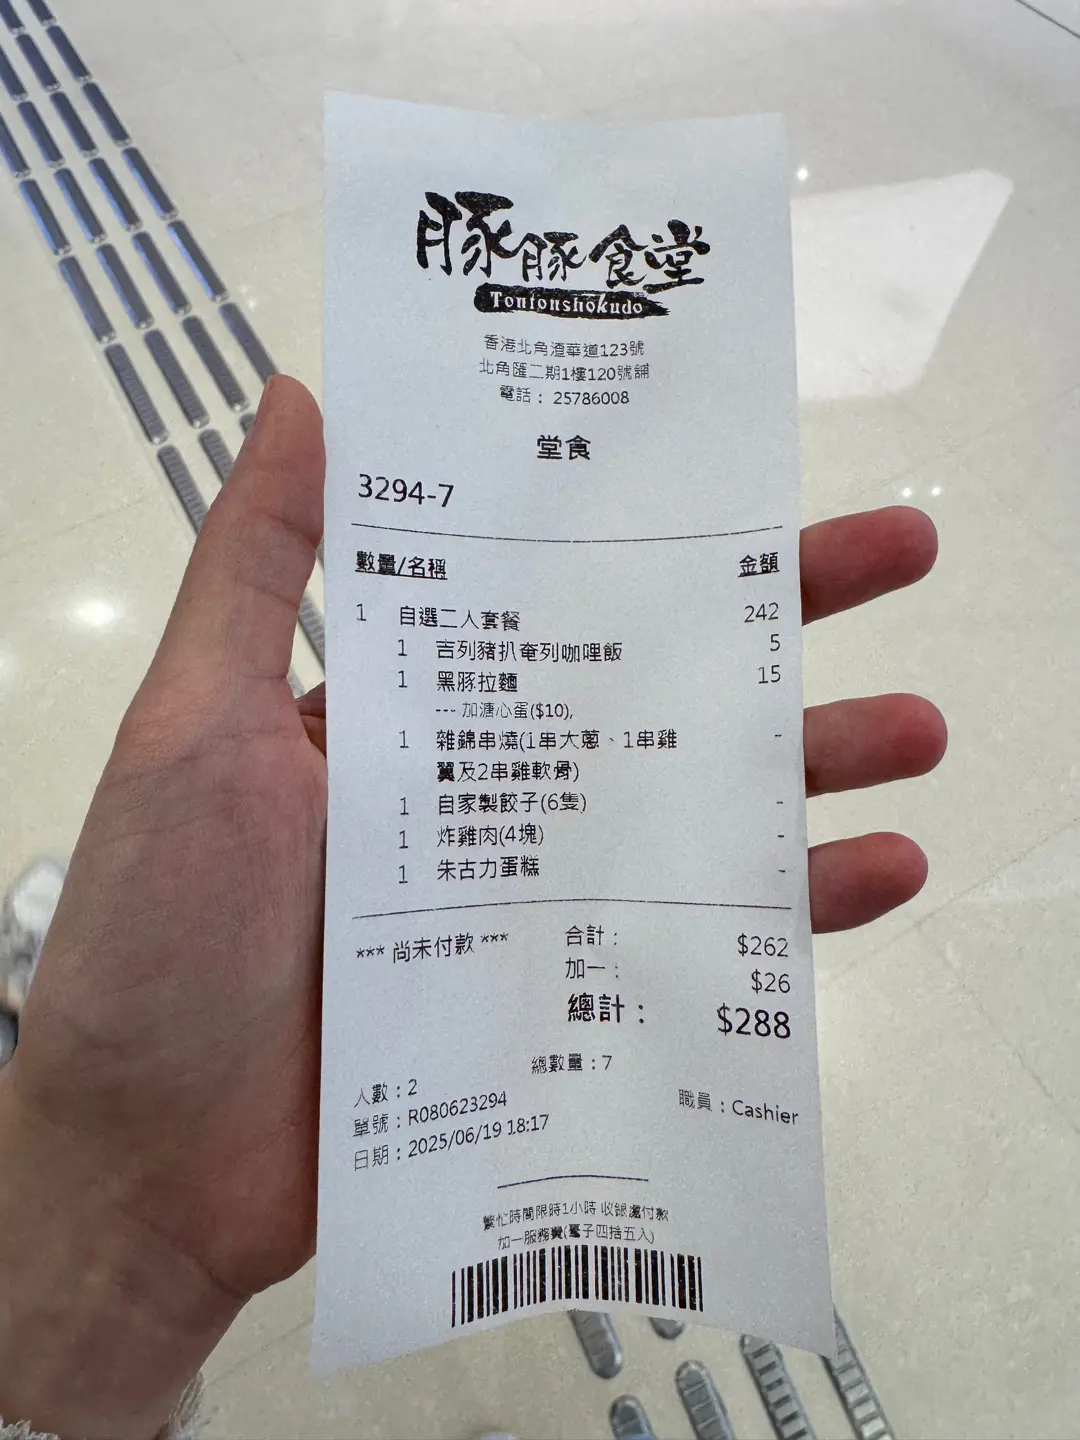 豚豚食堂
Tontonshokudo
香港北角渣華道123號
北角匯二期1樓120號舖
電話： 25786008
堂食
3294-7
數量/名稱 金額
1 自選二人套餐 242
1 吉列豬扒奄列咖哩飯 5
1 黑豚拉麵 15
--- 加溏心蛋($10),
1 雜錦串燒(1串大蔥、1串雞 -
翼及2串雞軟骨)
1 自家製餃子(6隻) -
1 炸雞肉(4塊) -
1 朱古力蛋糕 -
*** 尚未付款 *** 合計： $262
加一： $26
總計： $288
總數量：7
人數：2
單號：R080623294 職員：Cashier
日期：2025/06/19 18:17
繁忙時間限時1小時 收銀處付款
加一服務費(毫子四捨五入)